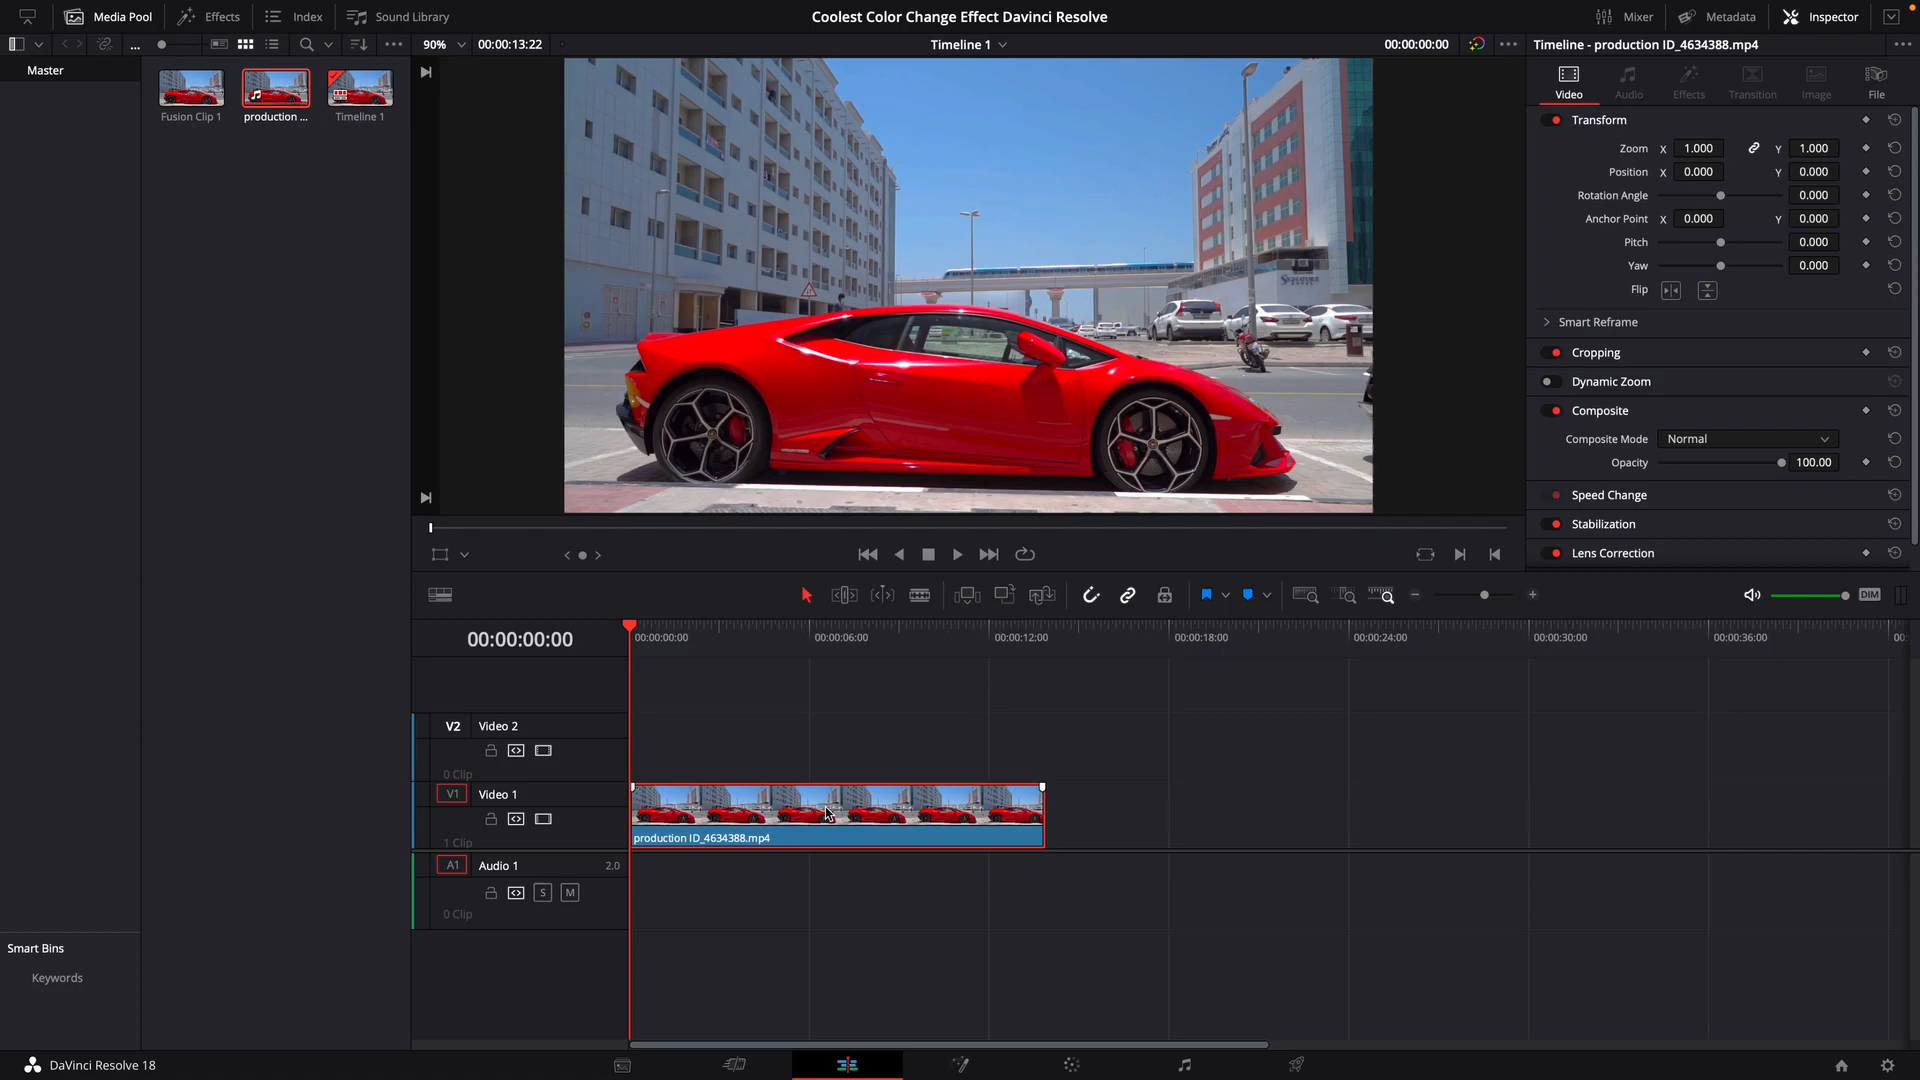 Media Pool
Effects
Index
Sound Library
Coolest Color Change Effect Davinci Resolve
Mixer
Metadata
Inspector
...
90%
00:00:13:22
Timeline 1
00:00:00:00
Timeline - production ID_4634388.mp4
Master
Fusion Clip 1
production ...
Timeline 1
Video
Audio
Effects
Transition
Image
File
Transform
Zoom X 1.000 Y 1.000
Position X 0.000 Y 0.000
Rotation Angle 0.000
Anchor Point X 0.000 Y 0.000
Pitch 0.000
Yaw 0.000
Flip
Smart Reframe
Cropping
Dynamic Zoom
Composite
Composite Mode Normal
Opacity 100.00
Speed Change
Stabilization
Lens Correction
DIM
00:00:00:00
00:00:00:00
00:00:06:00
00:00:12:00
00:00:18:00
00:00:24:00
00:00:30:00
00:00:36:00
00:
V2 Video 2
0 Clip
V1 Video 1
1 Clip
production ID_4634388.mp4
A1 Audio 1 2.0
S M
0 Clip
Smart Bins
Keywords
DaVinci Resolve 18